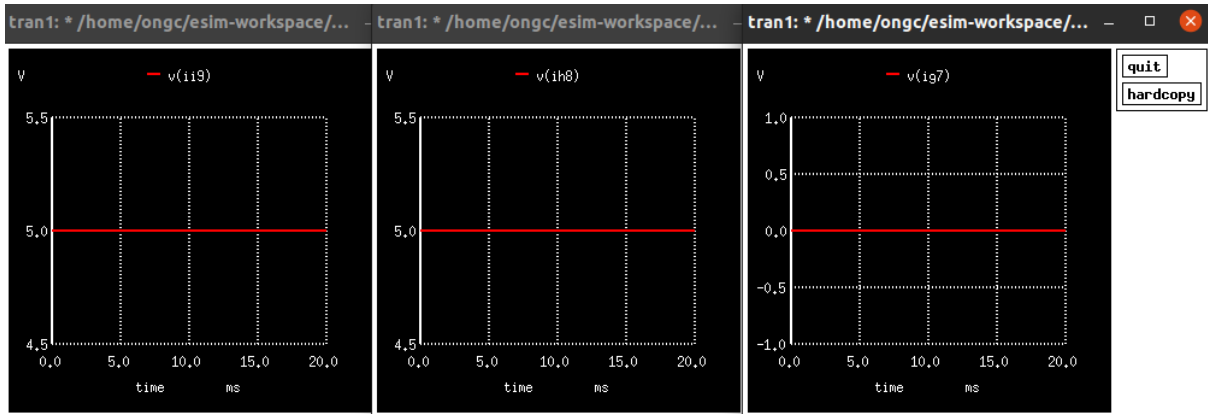 tran1: * /home/ongc/esim-workspace/...
V
v(ii9)
5.5
5.0
4.5
0.0 5.0 10.0 15.0 20.0
time ms
tran1: * /home/ongc/esim-workspace/...
V
v(ih8)
5.5
5.0
4.5
0.0 5.0 10.0 15.0 20.0
time ms
tran1: * /home/ongc/esim-workspace/...
V
v(ig7)
1.0
0.5
0.0
-0.5
-1.0
0.0 5.0 10.0 15.0 20.0
time ms
quit
hardcopy